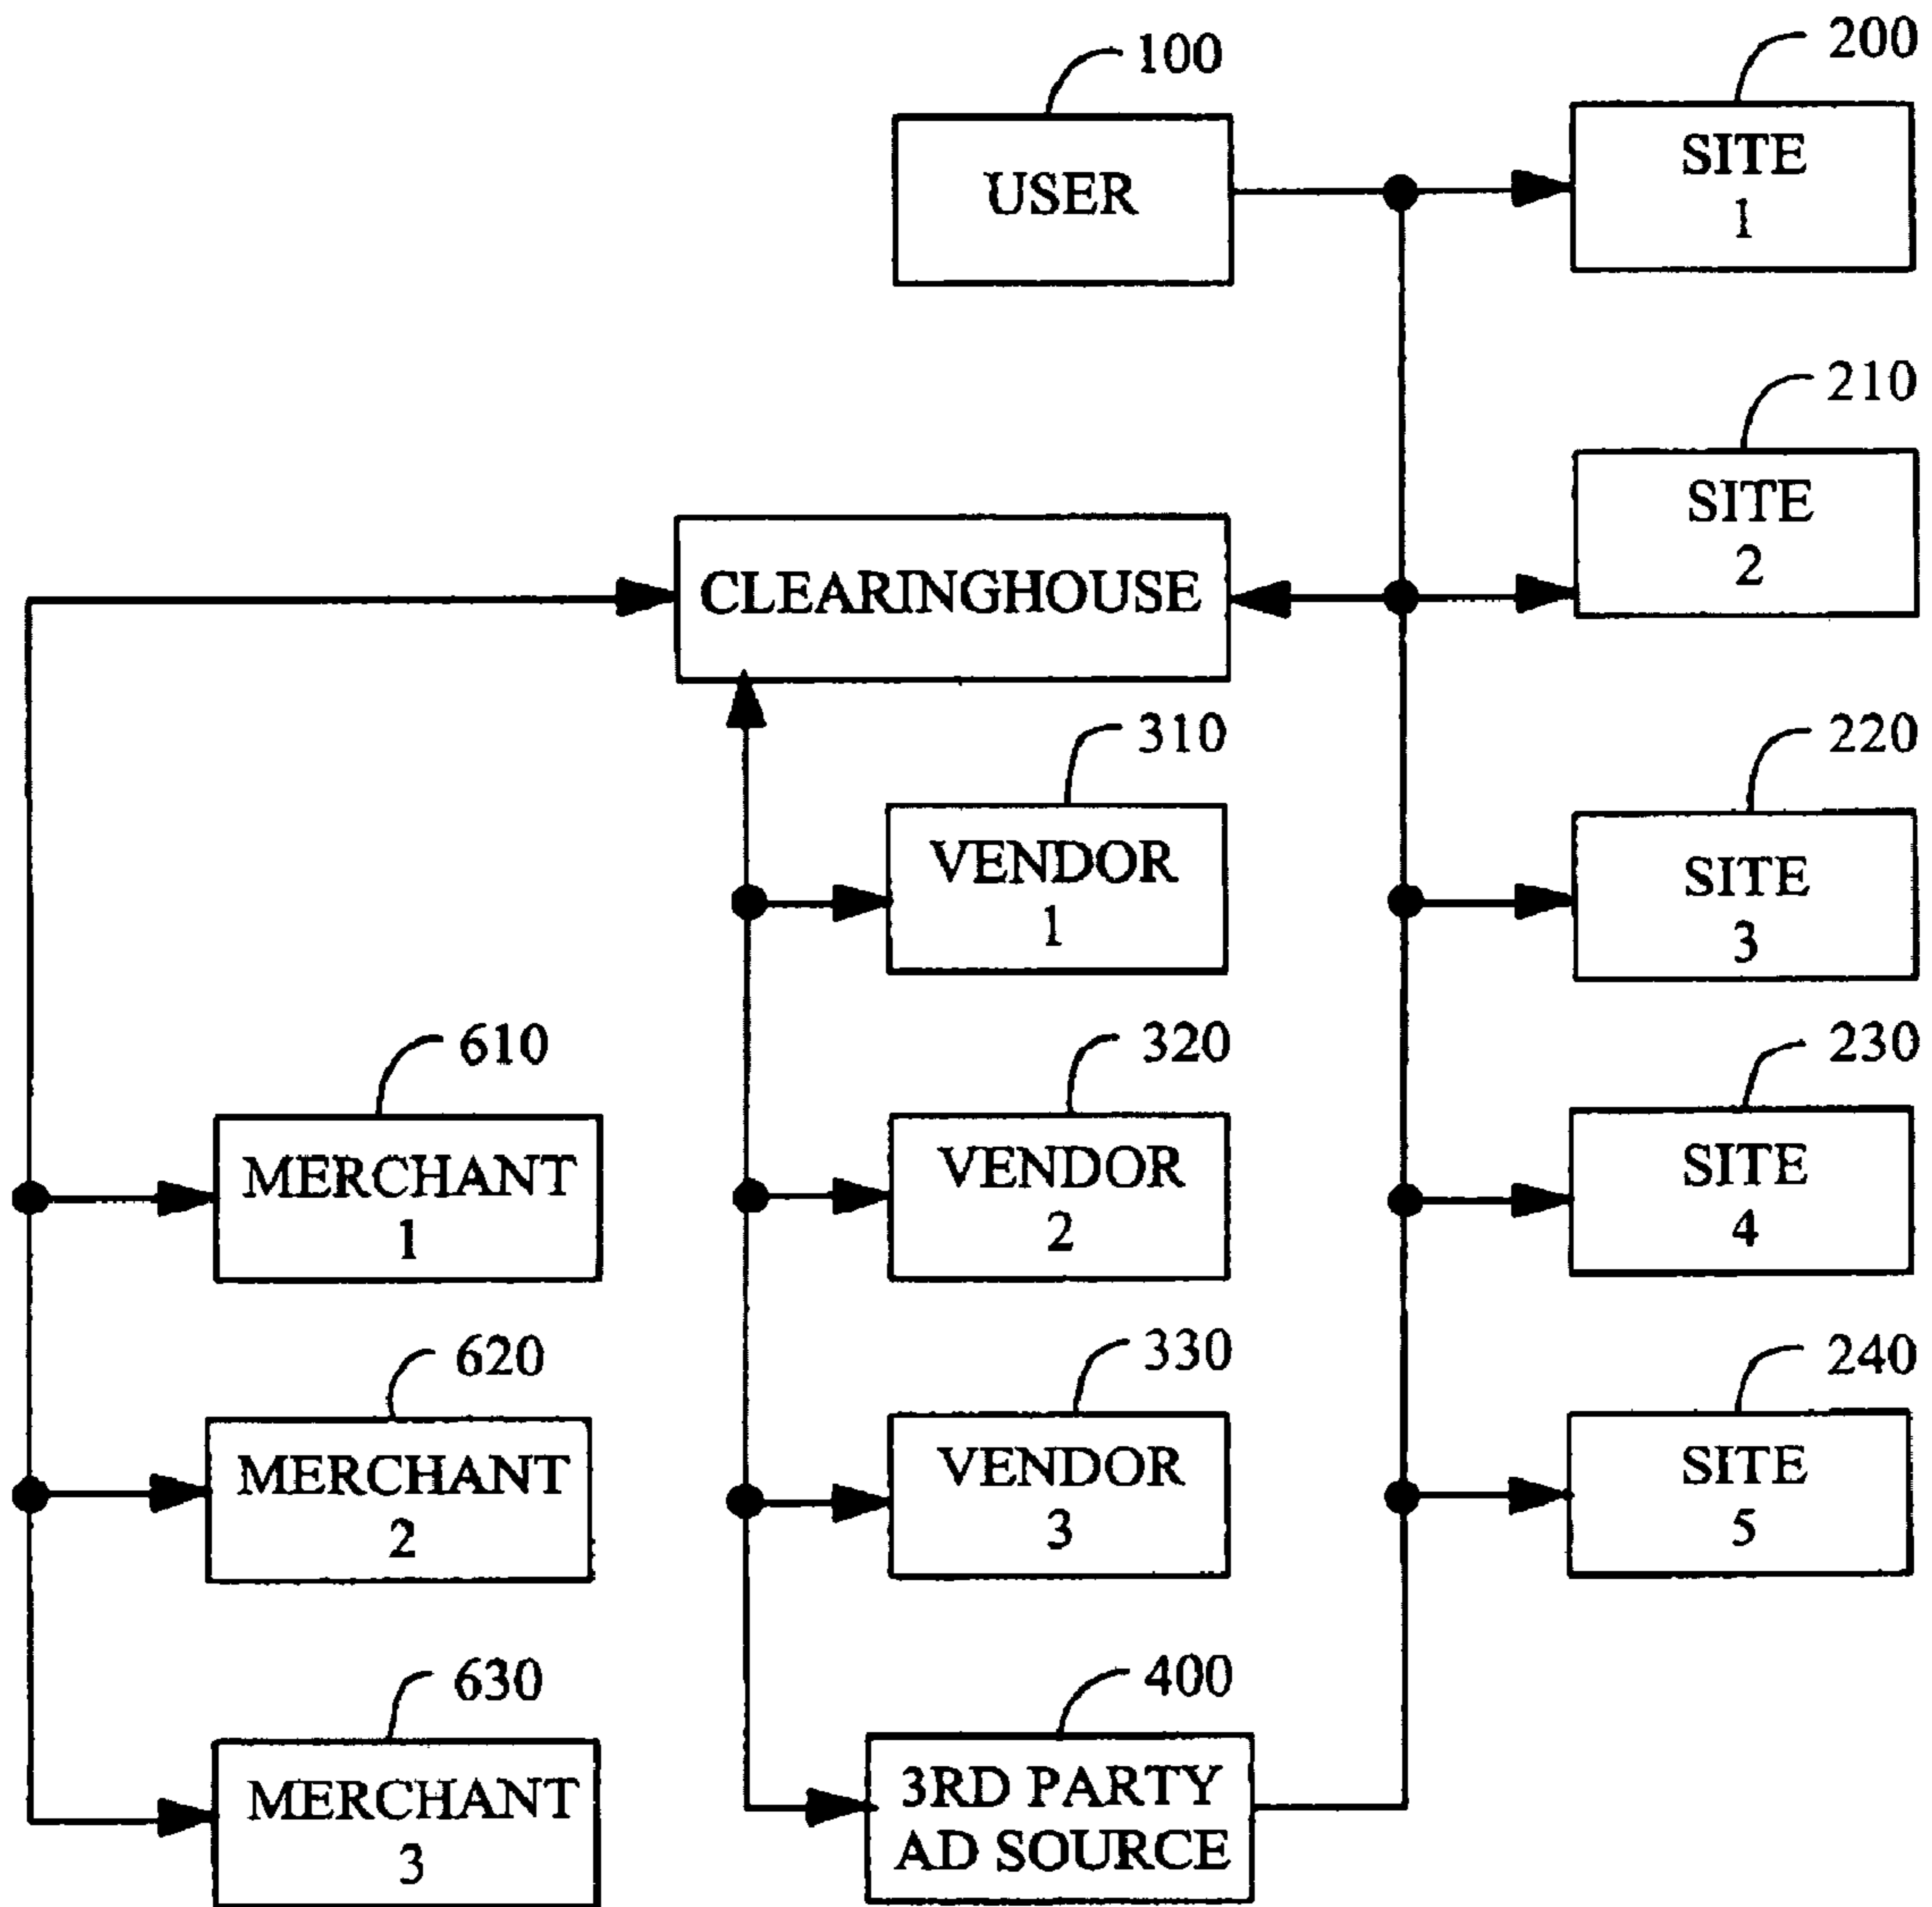 100
200
USER
SITE
1
210
SITE
2
CLEARINGHOUSE
310
220
VENDOR
1
SITE
3
610
320
230
MERCHANT
1
VENDOR
2
SITE
4
620
330
240
MERCHANT
2
VENDOR
3
SITE
5
630
400
MERCHANT
3
3RD PARTY
AD SOURCE